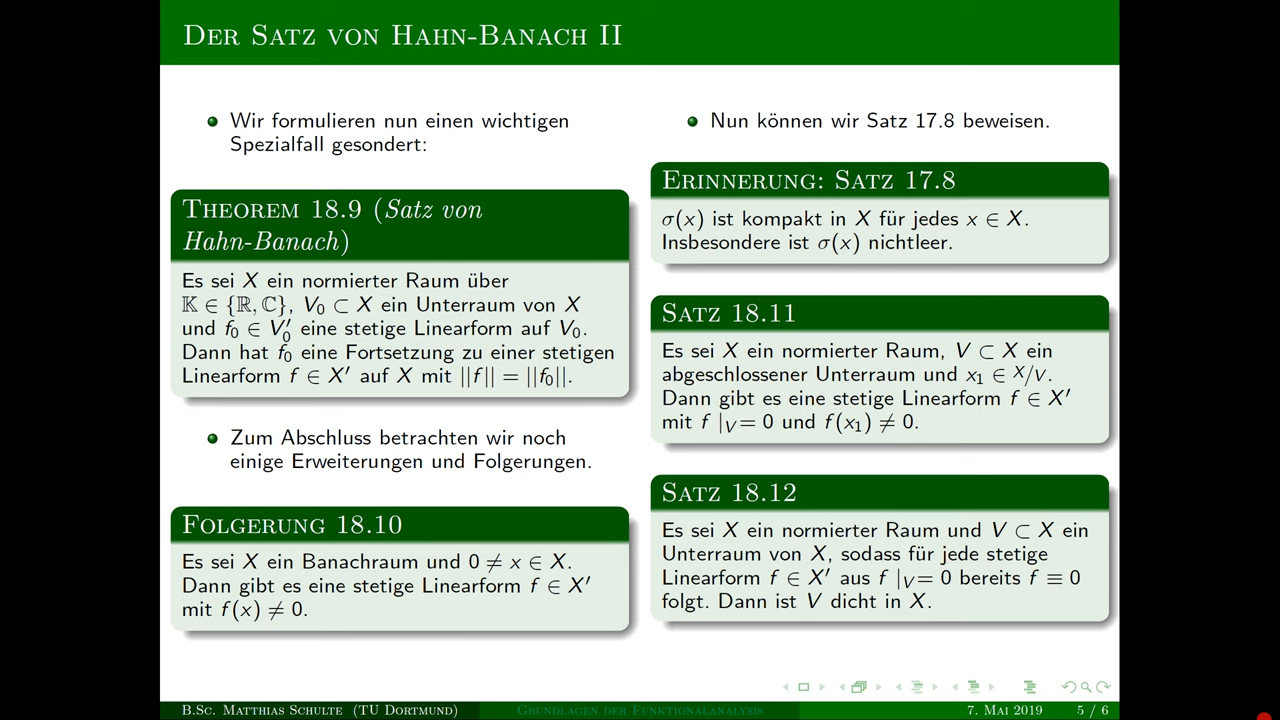 Der Satz von Hahn-Banach II
Wir formulieren nun einen wichtigen
Spezialfall gesondert:
Theorem 18.9 (Satz von
Hahn-Banach)
Es sei X ein normierter Raum über
𝕂 ∈ {ℝ, ℂ}, V₀ ⊂ X ein Unterraum von X
und f₀ ∈ V₀′ eine stetige Linearform auf V₀.
Dann hat f₀ eine Fortsetzung zu einer stetigen
Linearform f ∈ X′ auf X mit ||f|| = ||f₀||.
Zum Abschluss betrachten wir noch
einige Erweiterungen und Folgerungen.
Folgerung 18.10
Es sei X ein Banachraum und 0 ≠ x ∈ X.
Dann gibt es eine stetige Linearform f ∈ X′
mit f(x) ≠ 0.
Nun können wir Satz 17.8 beweisen.
Erinnerung: Satz 17.8
σ(x) ist kompakt in X für jedes x ∈ X.
Insbesondere ist σ(x) nichtleer.
Satz 18.11
Es sei X ein normierter Raum, V ⊂ X ein
abgeschlossener Unterraum und x₁ ∈ X/V.
Dann gibt es eine stetige Linearform f ∈ X′
mit f |V = 0 und f(x₁) ≠ 0.
Satz 18.12
Es sei X ein normierter Raum und V ⊂ X ein
Unterraum von X, sodass für jede stetige
Linearform f ∈ X′ aus f |V = 0 bereits f ≡ 0
folgt. Dann ist V dicht in X.
B.Sc. Matthias Schulte (TU Dortmund)
Grundlagen der Funktionalanalysis
7. Mai 2019
5 / 6